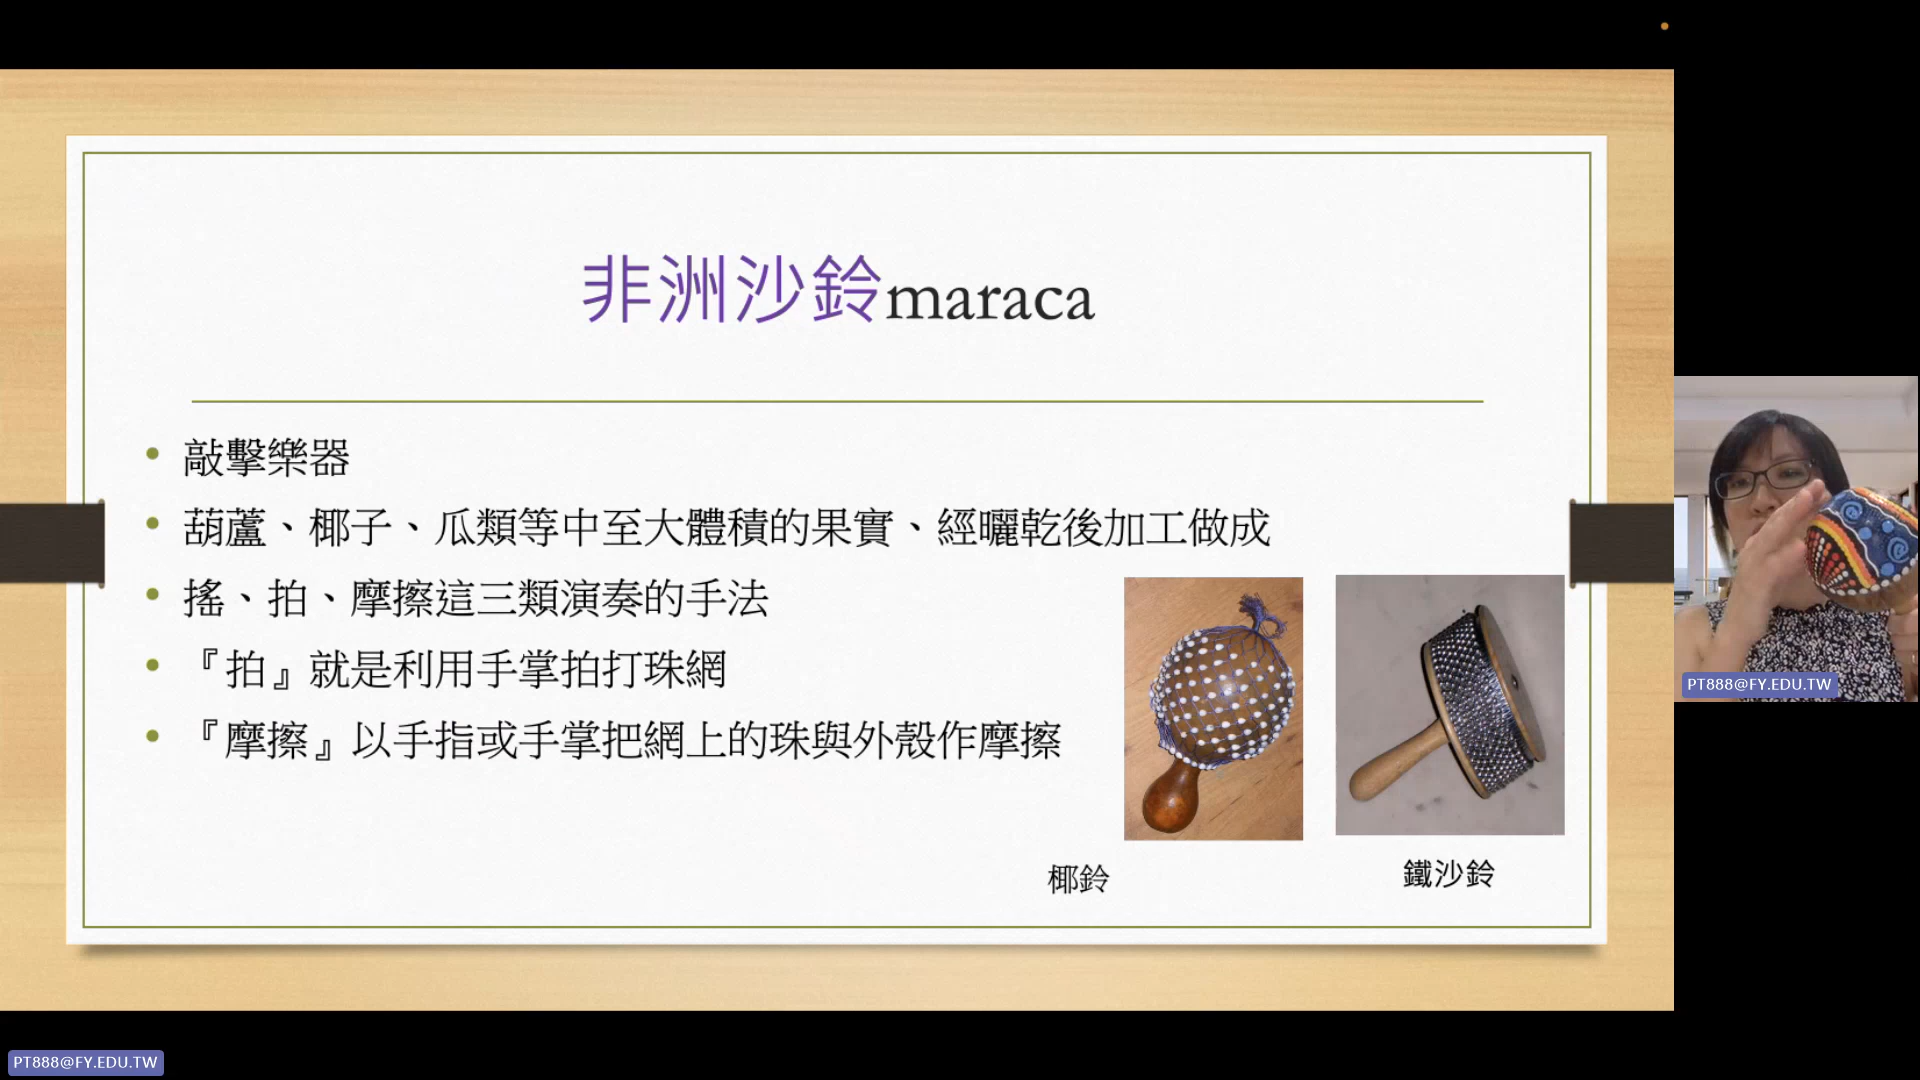 非洲沙鈴maraca
• 敲擊樂器
• 葫蘆、椰子、瓜類等中至大體積的果實、經曬乾後加工做成
• 搖、拍、摩擦這三類演奏的手法
• 『拍』就是利用手掌拍打珠網
• 『摩擦』以手指或手掌把網上的珠與外殼作摩擦
椰鈴
鐵沙鈴
PT888@FY.EDU.TW
PT888@FY.EDU.TW